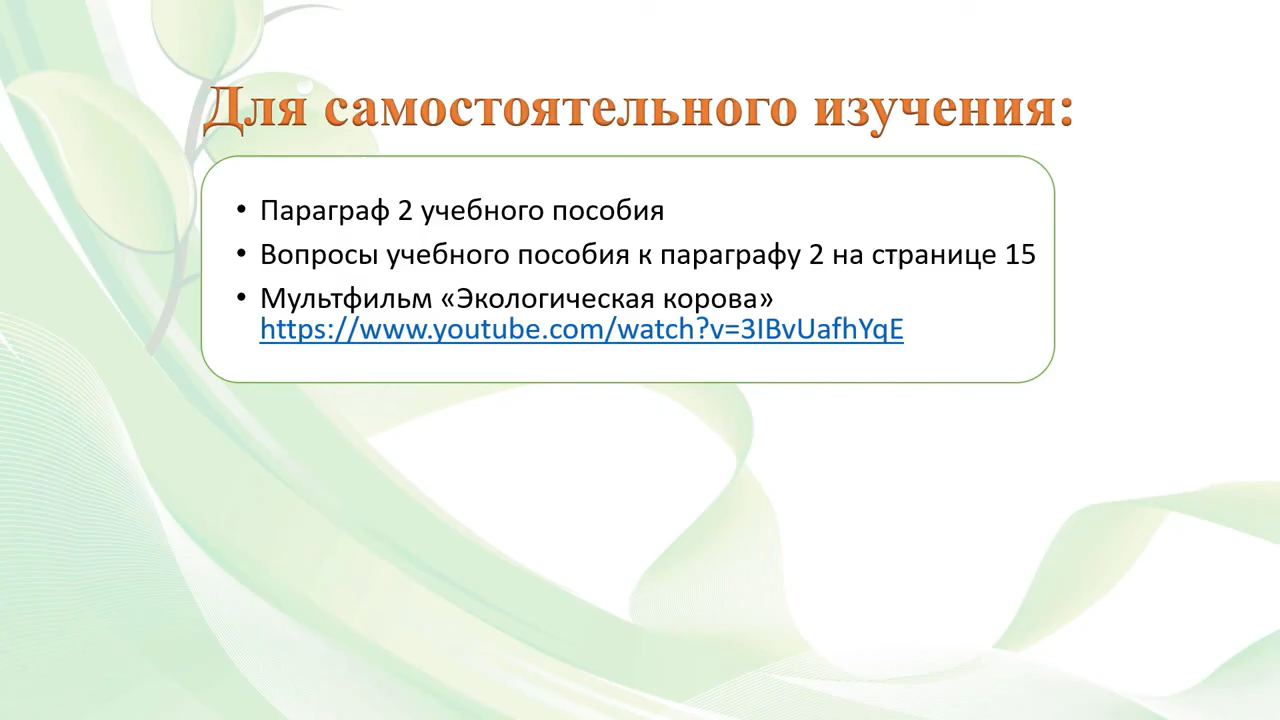 Для самостоятельного изучения:
• Параграф 2 учебного пособия
• Вопросы учебного пособия к параграфу 2 на странице 15
• Мультфильм «Экологическая корова»
https://www.youtube.com/watch?v=3IBvUafhYqE